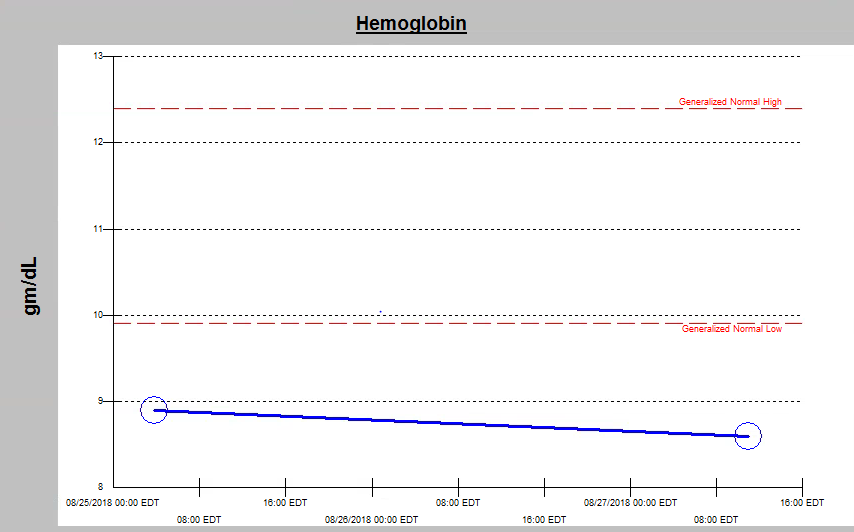 Hemoglobin
gm/dL
13
Generalized Normal High
12
11
10
Generalized Normal Low
9
8
08/25/2018 00:00 EDT
08:00 EDT
16:00 EDT
08/26/2018 00:00 EDT
08:00 EDT
16:00 EDT
08/27/2018 00:00 EDT
08:00 EDT
16:00 EDT